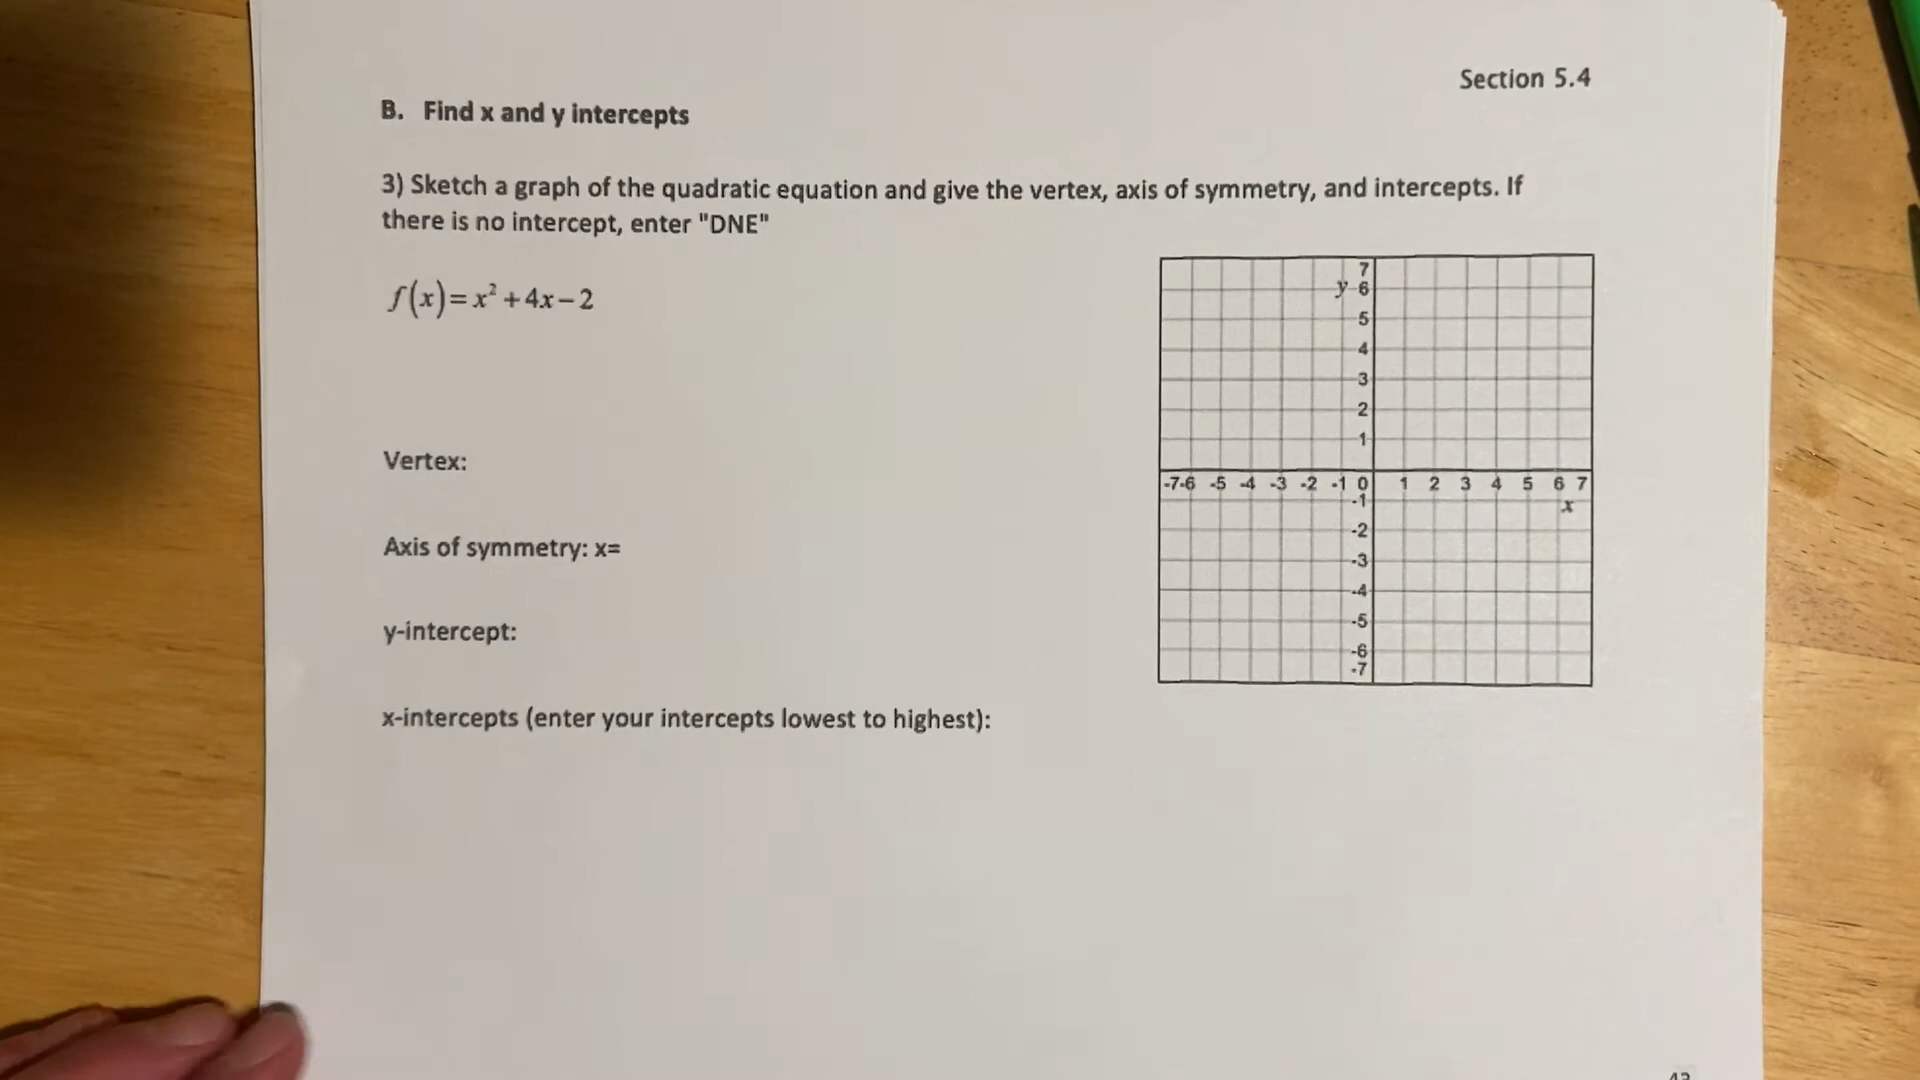 Section 5.4
B. Find x and y intercepts
3) Sketch a graph of the quadratic equation and give the vertex, axis of symmetry, and intercepts. If
there is no intercept, enter "DNE"
f(x)=x²+4x-2
7
y 6
5
4
3
2
1
Vertex:
-7-6 -5 -4 -3 -2 -1 0 1 2 3 4 5 6 7
-1 x
-2
Axis of symmetry: x=
-3
-4
-5
y-intercept:
-6
-7
x-intercepts (enter your intercepts lowest to highest):